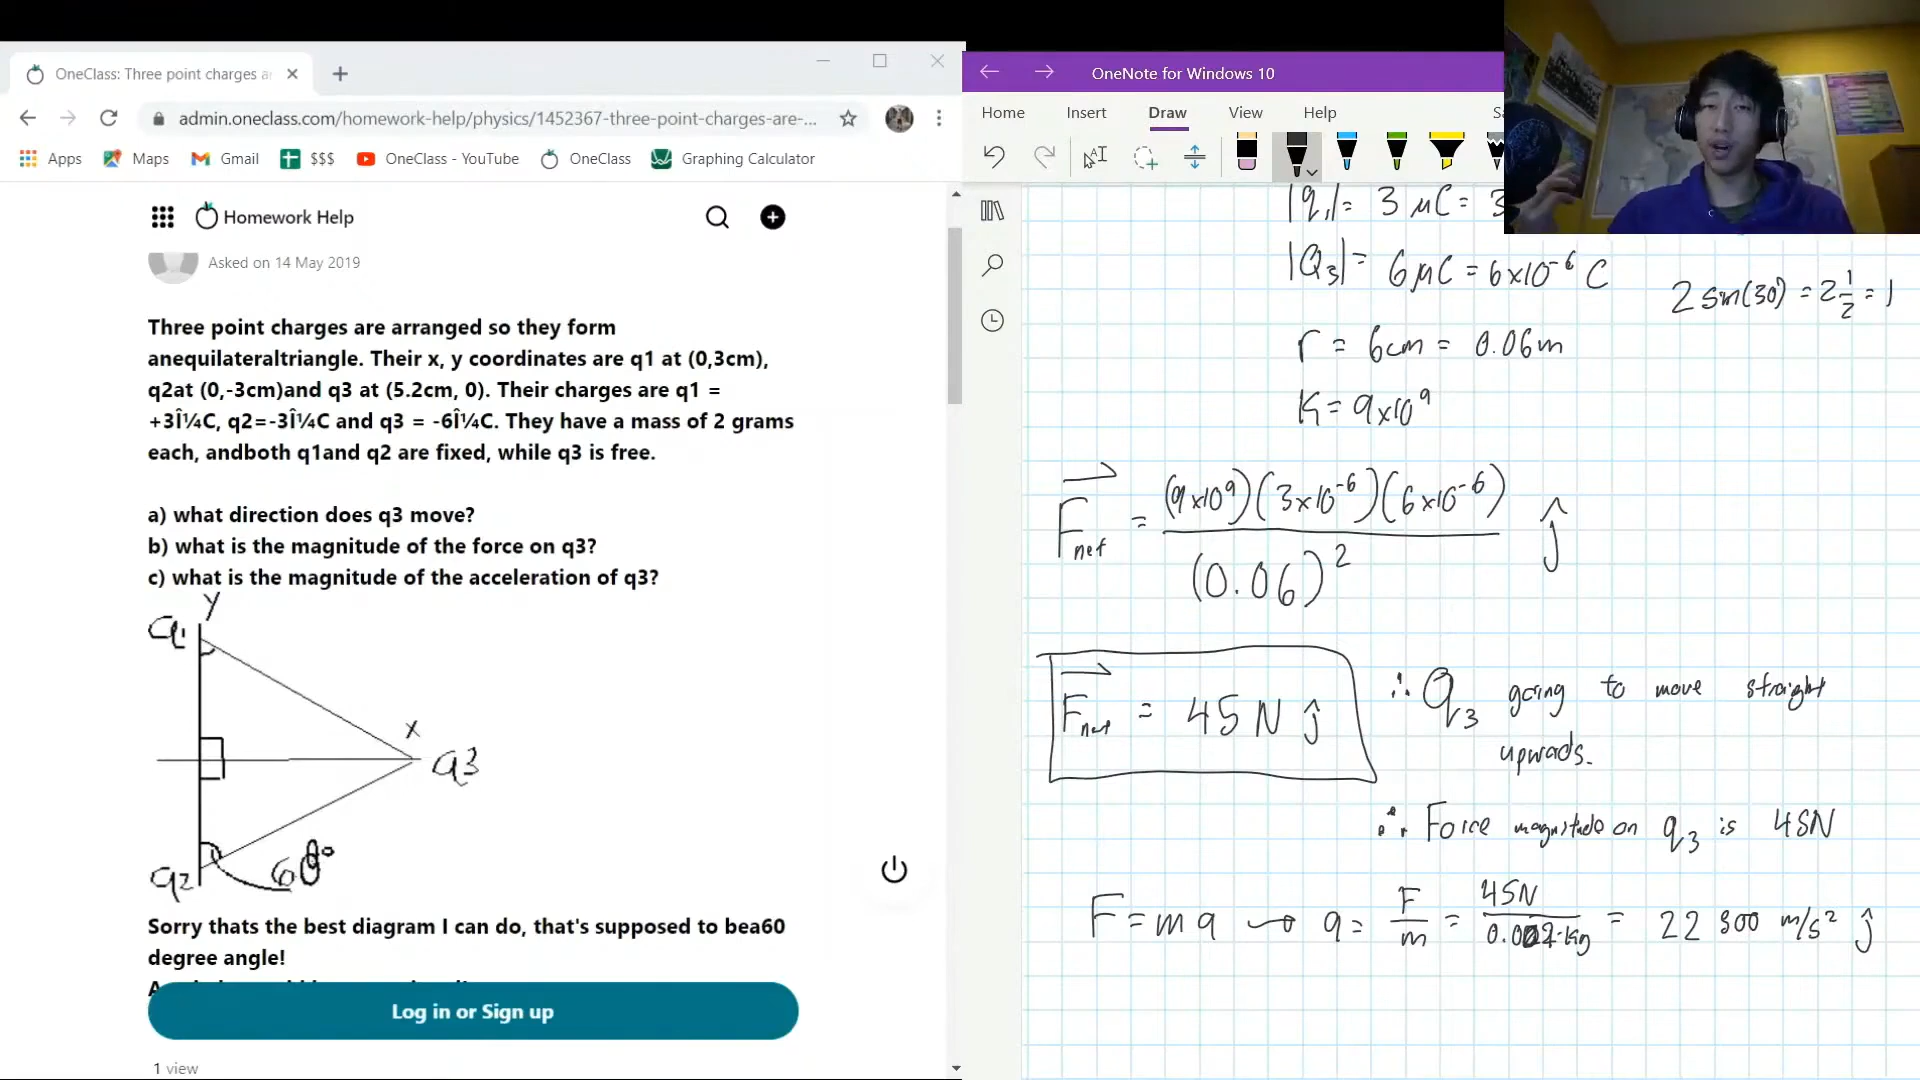 OneClass: Three point charges a
admin.oneclass.com/homework-help/physics/1452367-three-point-charges-are-...
Apps Maps Gmail $$$ OneClass - YouTube OneClass Graphing Calculator
Homework Help
Asked on 14 May 2019
Three point charges are arranged so they form
anequilateraltriangle. Their x, y coordinates are q1 at (0,3cm),
q2at (0,-3cm)and q3 at (5.2cm, 0). Their charges are q1 =
+3Î¼C, q2=-3Î¼C and q3 = -6Î¼C. They have a mass of 2 grams
each, andboth q1and q2 are fixed, while q3 is free.
a) what direction does q3 move?
b) what is the magnitude of the force on q3?
c) what is the magnitude of the acceleration of q3?
y
q1
x
q3
q2
60°
Sorry thats the best diagram I can do, that's supposed to bea60
degree angle!
Log in or Sign up
1 view
OneNote for Windows 10
Home Insert Draw View Help
|q1|= 3 μC= 3
|Q3|= 6μC = 6x10^-6 C
2 sin(30) = 2 1/2 = 1
r = 6cm = 0.06m
K= 9x10^9
Fnet = (9x10^9)(3x10^-6)(6x10^-6) / (0.06)^2 ĵ
Fnet = 45 N ĵ
∴ Q3 going to move straight
upwards.
∴ Force magnitude on q3 is 45N
F = ma → a = F/m = 45N / 0.002 kg = 22 500 m/s² ĵ